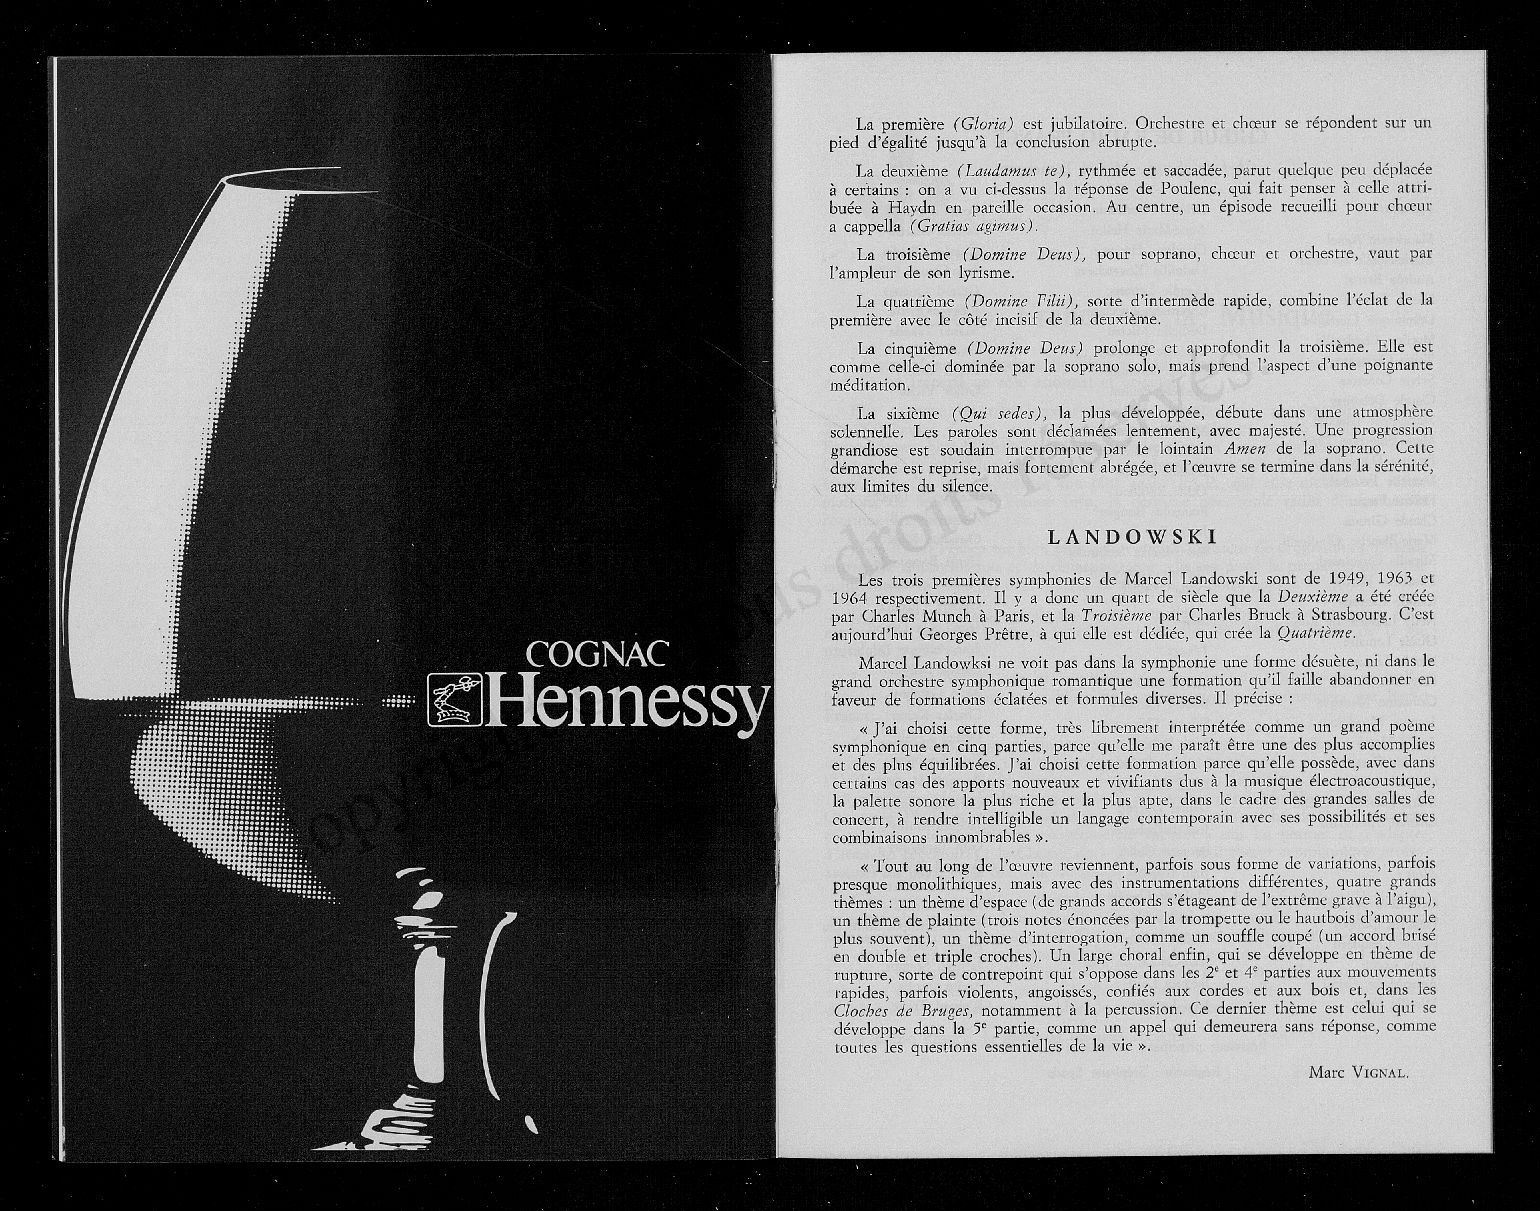 COGNAC
Hennessy
La première (Gloria) est jubilatoire. Orchestre et chœur se répondent sur un
pied d'égalité jusqu'à la conclusion abrupte.
La deuxième (Laudamus te), rythmée et saccadée, parut quelque peu déplacée
à certains : on a vu ci-dessus la réponse de Poulenc, qui fait penser à celle attri-
buée à Haydn en pareille occasion. Au centre, un épisode recueilli pour chœur
a cappella (Gratias agimus).
La troisième (Domine Deus), pour soprano, chœur et orchestre, vaut par
l'ampleur de son lyrisme.
La quatrième (Domine Filii), sorte d'intermède rapide, combine l'éclat de la
première avec le côté incisif de la deuxième.
La cinquième (Domine Deus) prolonge et approfondit la troisième. Elle est
comme celle-ci dominée par la soprano solo, mais prend l'aspect d'une poignante
méditation.
La sixième (Qui sedes), la plus développée, débute dans une atmosphère
solennelle. Les paroles sont déclamées lentement, avec majesté. Une progression
grandiose est soudain interrompue par le lointain Amen de la soprano. Cette
démarche est reprise, mais fortement abrégée, et l'œuvre se termine dans la sérénité,
aux limites du silence.
LANDOWSKI
Les trois premières symphonies de Marcel Landowski sont de 1949, 1963 et
1964 respectivement. Il y a donc un quart de siècle que la Deuxième a été créée
par Charles Munch à Paris, et la Troisième par Charles Bruck à Strasbourg. C'est
aujourd'hui Georges Prêtre, à qui elle est dédiée, qui crée la Quatrième.
Marcel Landowksi ne voit pas dans la symphonie une forme désuète, ni dans le
grand orchestre symphonique romantique une formation qu'il faille abandonner en
faveur de formations éclatées et formules diverses. Il précise :
« J'ai choisi cette forme, très librement interprétée comme un grand poème
symphonique en cinq parties, parce qu'elle me paraît être une des plus accomplies
et des plus équilibrées. J'ai choisi cette formation parce qu'elle possède, avec dans
certains cas des apports nouveaux et vivifiants dus à la musique électroacoustique,
la palette sonore la plus riche et la plus apte, dans le cadre des grandes salles de
concert, à rendre intelligible un langage contemporain avec ses possibilités et ses
combinaisons innombrables ».
« Tout au long de l'œuvre reviennent, parfois sous forme de variations, parfois
presque monolithiques, mais avec des instrumentations différentes, quatre grands
thèmes : un thème d'espace (de grands accords s'étageant de l'extrême grave à l'aigu),
un thème de plainte (trois notes énoncées par la trompette ou le hautbois d'amour le
plus souvent), un thème d'interrogation, comme un souffle coupé (un accord brisé
en double et triple croches). Un large choral enfin, qui se développe en thème de
rupture, sorte de contrepoint qui s'oppose dans les 2e et 4e parties aux mouvements
rapides, parfois violents, angoissés, confiés aux cordes et aux bois et, dans les
Cloches de Bruges, notamment à la percussion. Ce dernier thème est celui qui se
développe dans la 5e partie, comme un appel qui demeurera sans réponse, comme
toutes les questions essentielles de la vie ».
Marc VIGNAL.